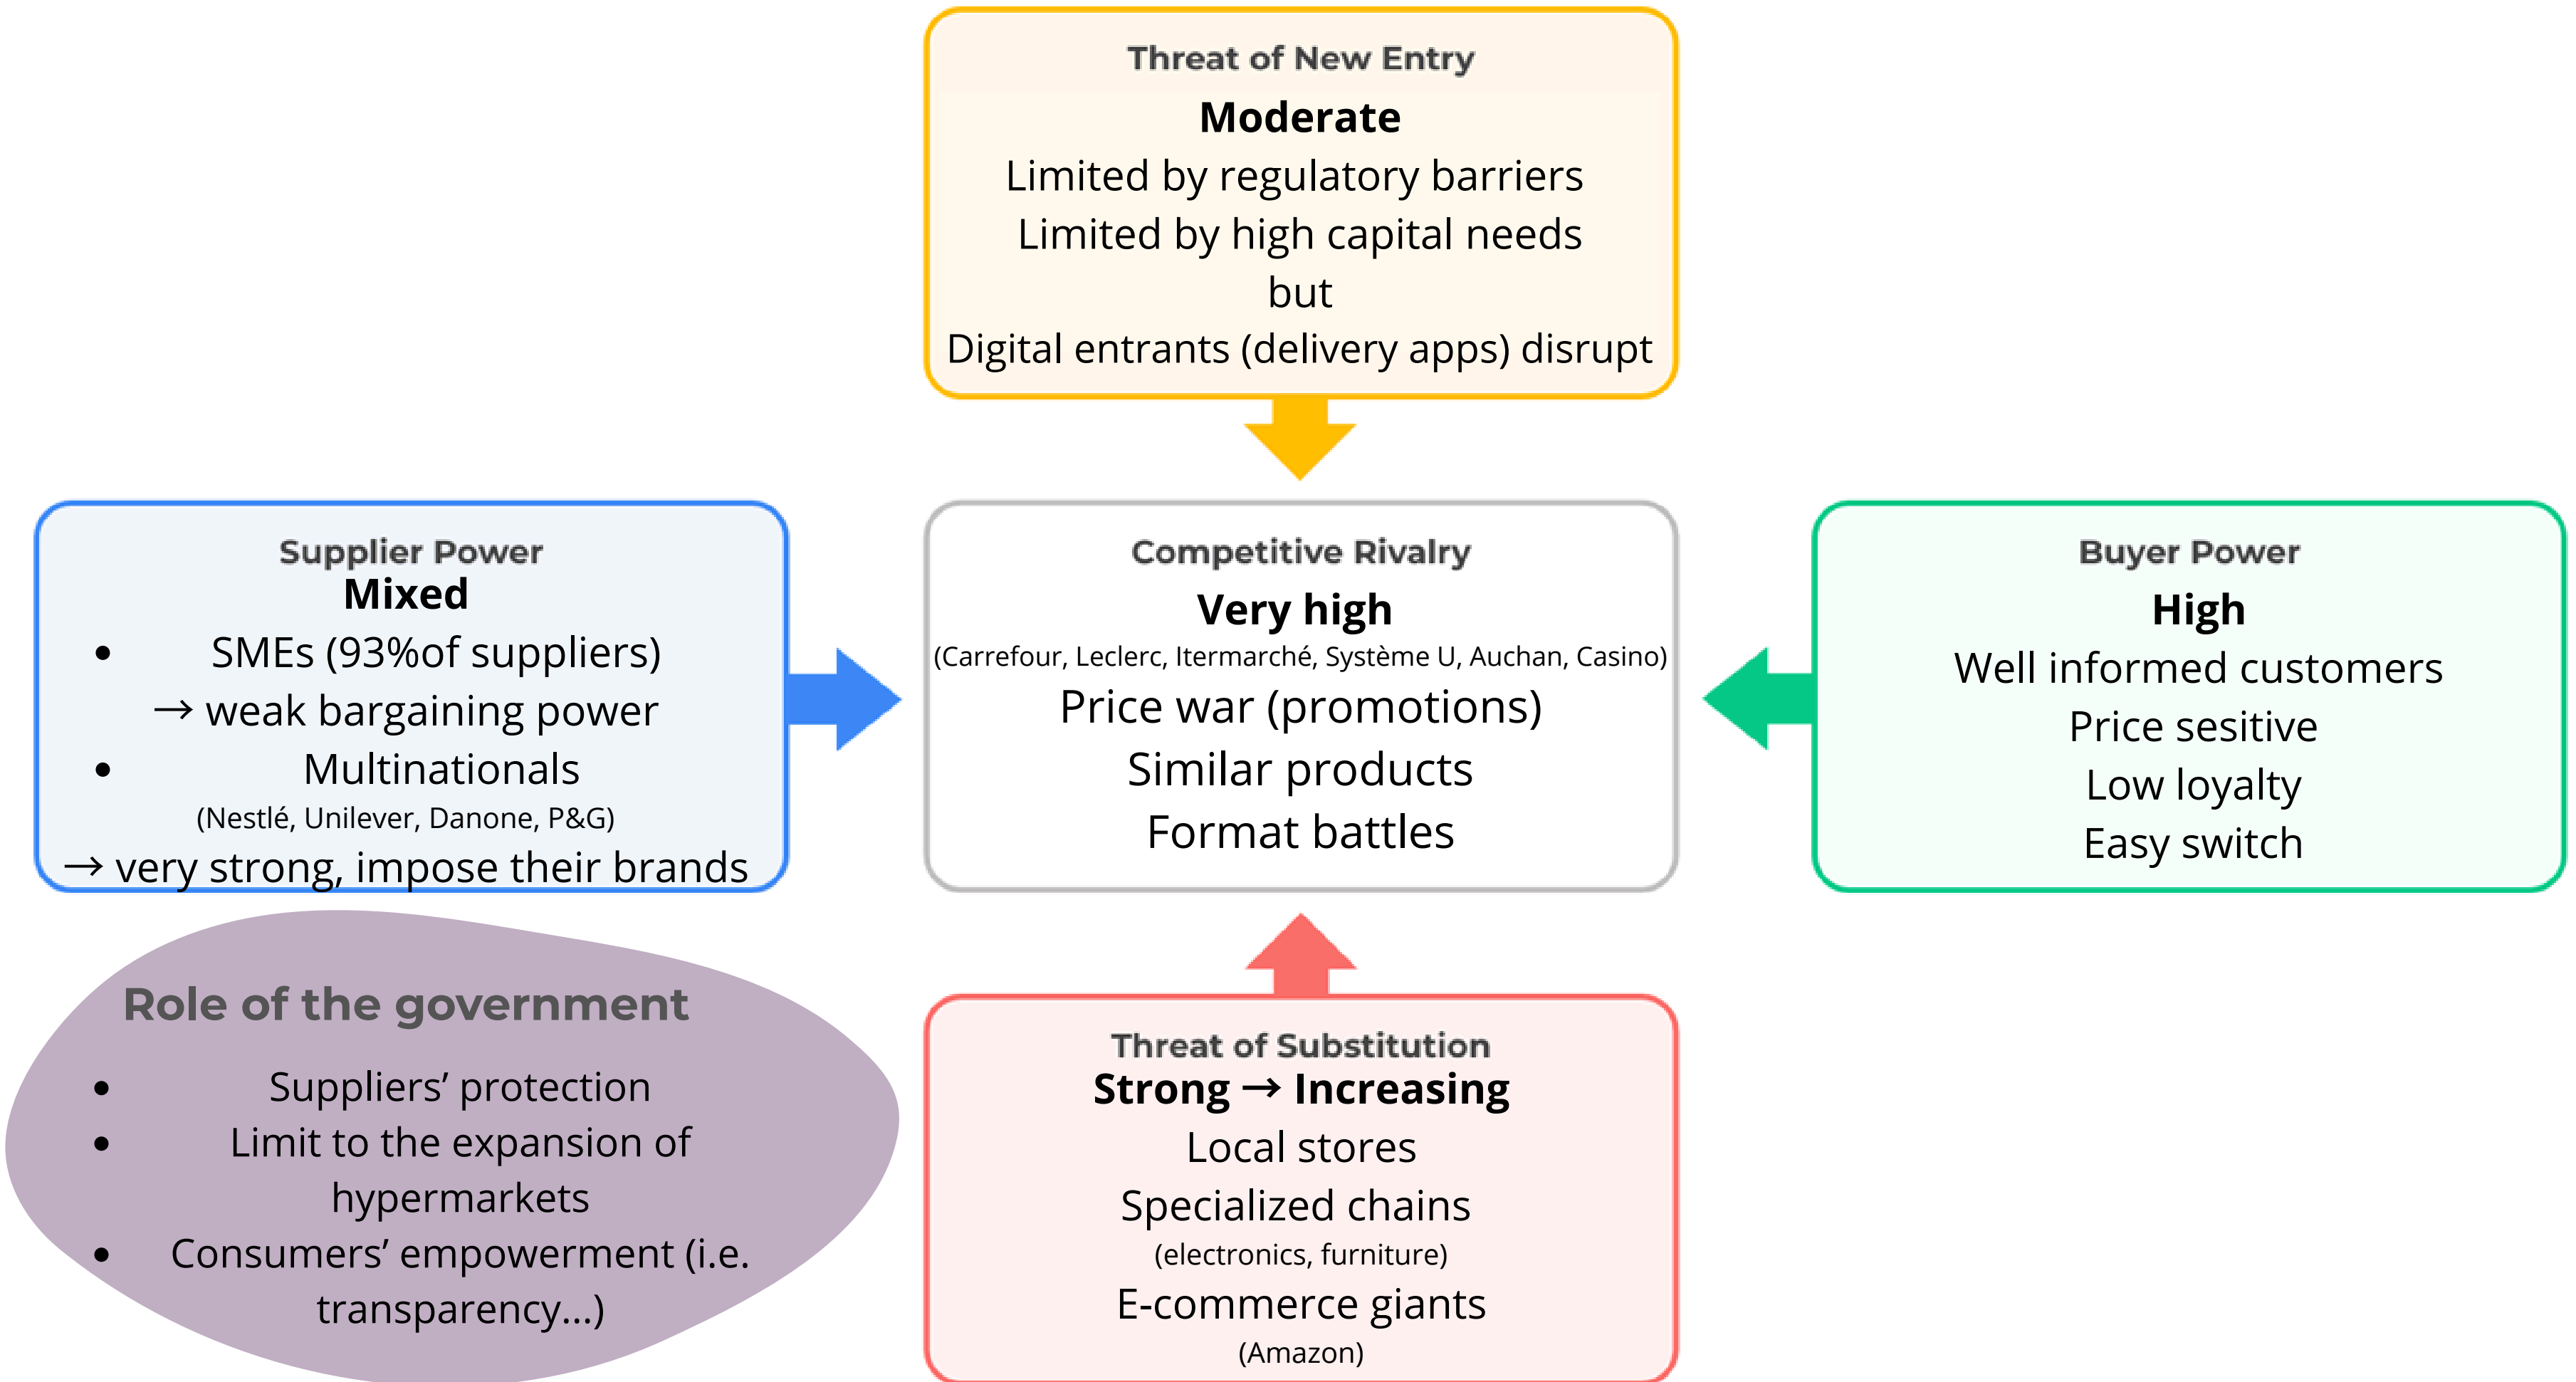 Threat of New Entry
Moderate
Limited by regulatory barriers
Limited by high capital needs
but
Digital entrants (delivery apps) disrupt
Supplier Power
Mixed
• SMEs (93%of suppliers)
→ weak bargaining power
• Multinationals
(Nestlé, Unilever, Danone, P&G)
→ very strong, impose their brands
Competitive Rivalry
Very high
(Carrefour, Leclerc, Itermarché, Système U, Auchan, Casino)
Price war (promotions)
Similar products
Format battles
Buyer Power
High
Well informed customers
Price sesitive
Low loyalty
Easy switch
Role of the government
• Suppliers’ protection
• Limit to the expansion of
hypermarkets
• Consumers’ empowerment (i.e.
transparency...)
Threat of Substitution
Strong → Increasing
Local stores
Specialized chains
(electronics, furniture)
E-commerce giants
(Amazon)